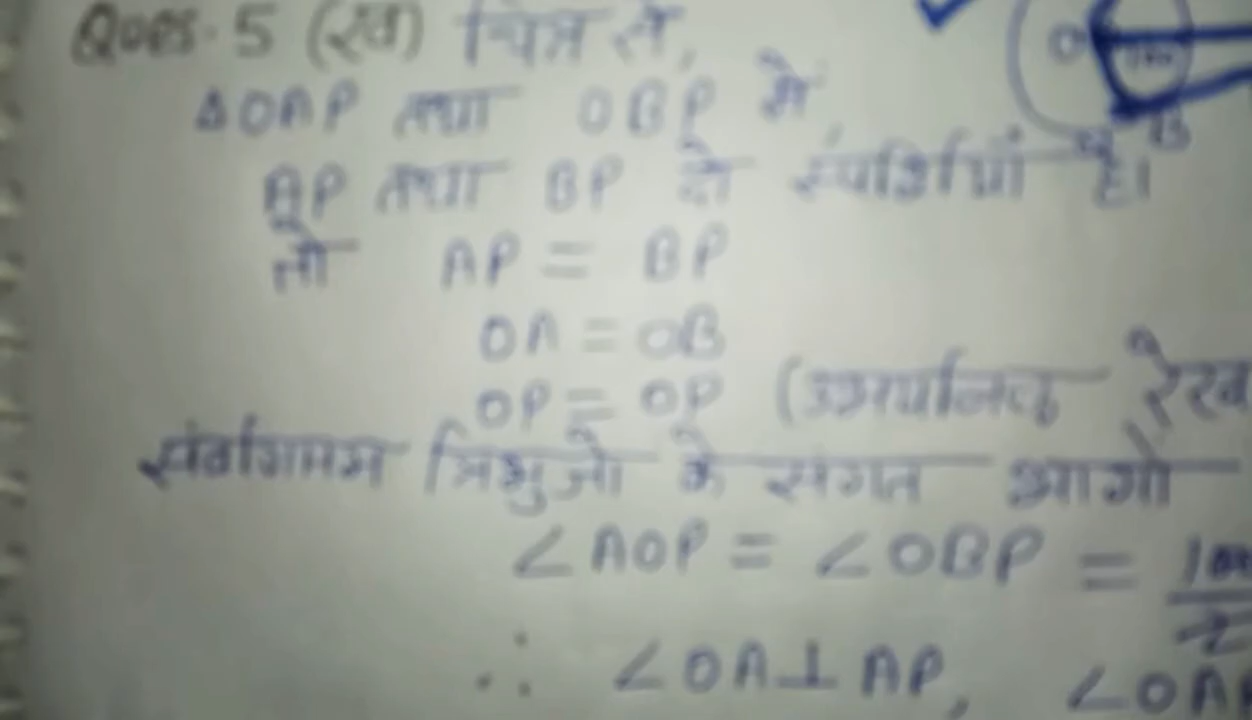 Ques. 5 (ख) चित्र से,
O
B
ΔOAP तथा OBP में
AP तथा BP दो स्पर्शियाँ है।
तो AP = BP
OA = OB
OP = OP (उभयनिष्ठ रेख
सर्वांगसम त्रिभुजो के संगत भागो
∠AOP = ∠OBP =
∴ ∠OA⊥AP, ∠OA